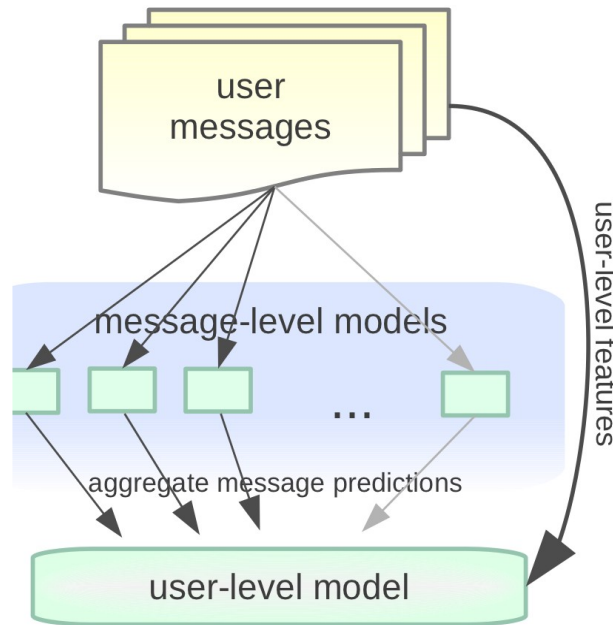 user
messages
user-level features
message-level models
...
aggregate message predictions
user-level model